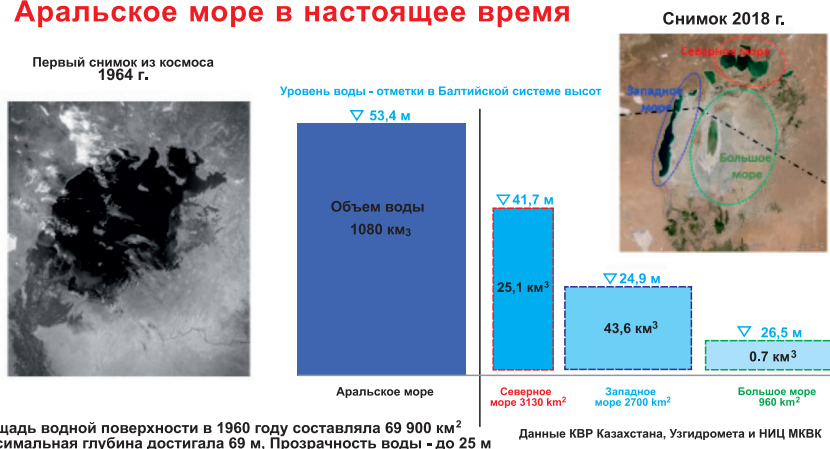 Аральское море в настоящее время
Снимок 2018 г.
Первый снимок из космоса
1964 г.
Уровень воды - отметки в Балтийской системе высот
53,4 м
Объем воды
1080 км3
41,7 м
25,1 км3
24,9 м
43,6 км3
26,5 м
0.7 км3
Северное море
Западное
море
Большое
море
Аральское море
Северное
море 3130 km2
Западное
море 2700 km2
Большое море
960 km2
щадь водной поверхности в 1960 году составляла 69 900 км2
симальная глубина достигала 69 м, Прозрачность воды - до 25 м
Данные КВР Казахстана, Узгидромета и НИЦ МКВК